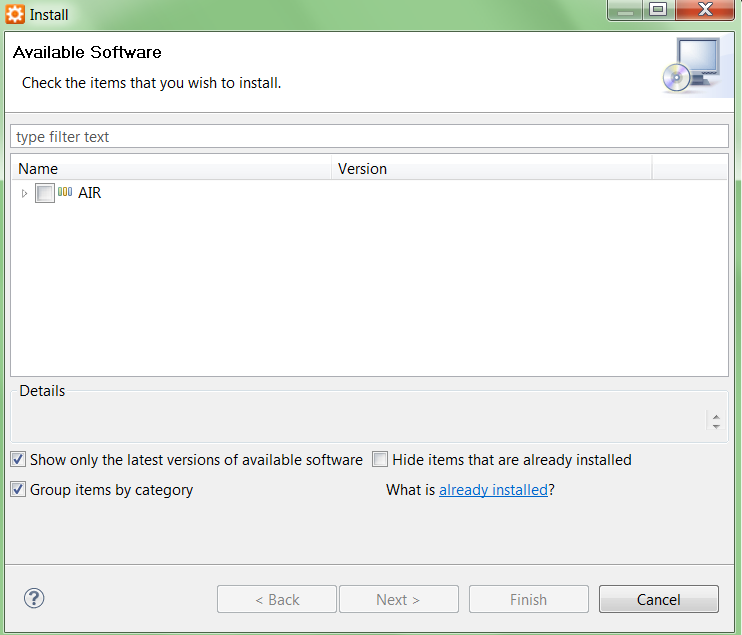 Install
Available Software
Check the items that you wish to install.
type filter text
Name Version
AIR
Details
Show only the latest versions of available software Hide items that are already installed
Group items by category What is already installed?
? < Back Next > Finish Cancel